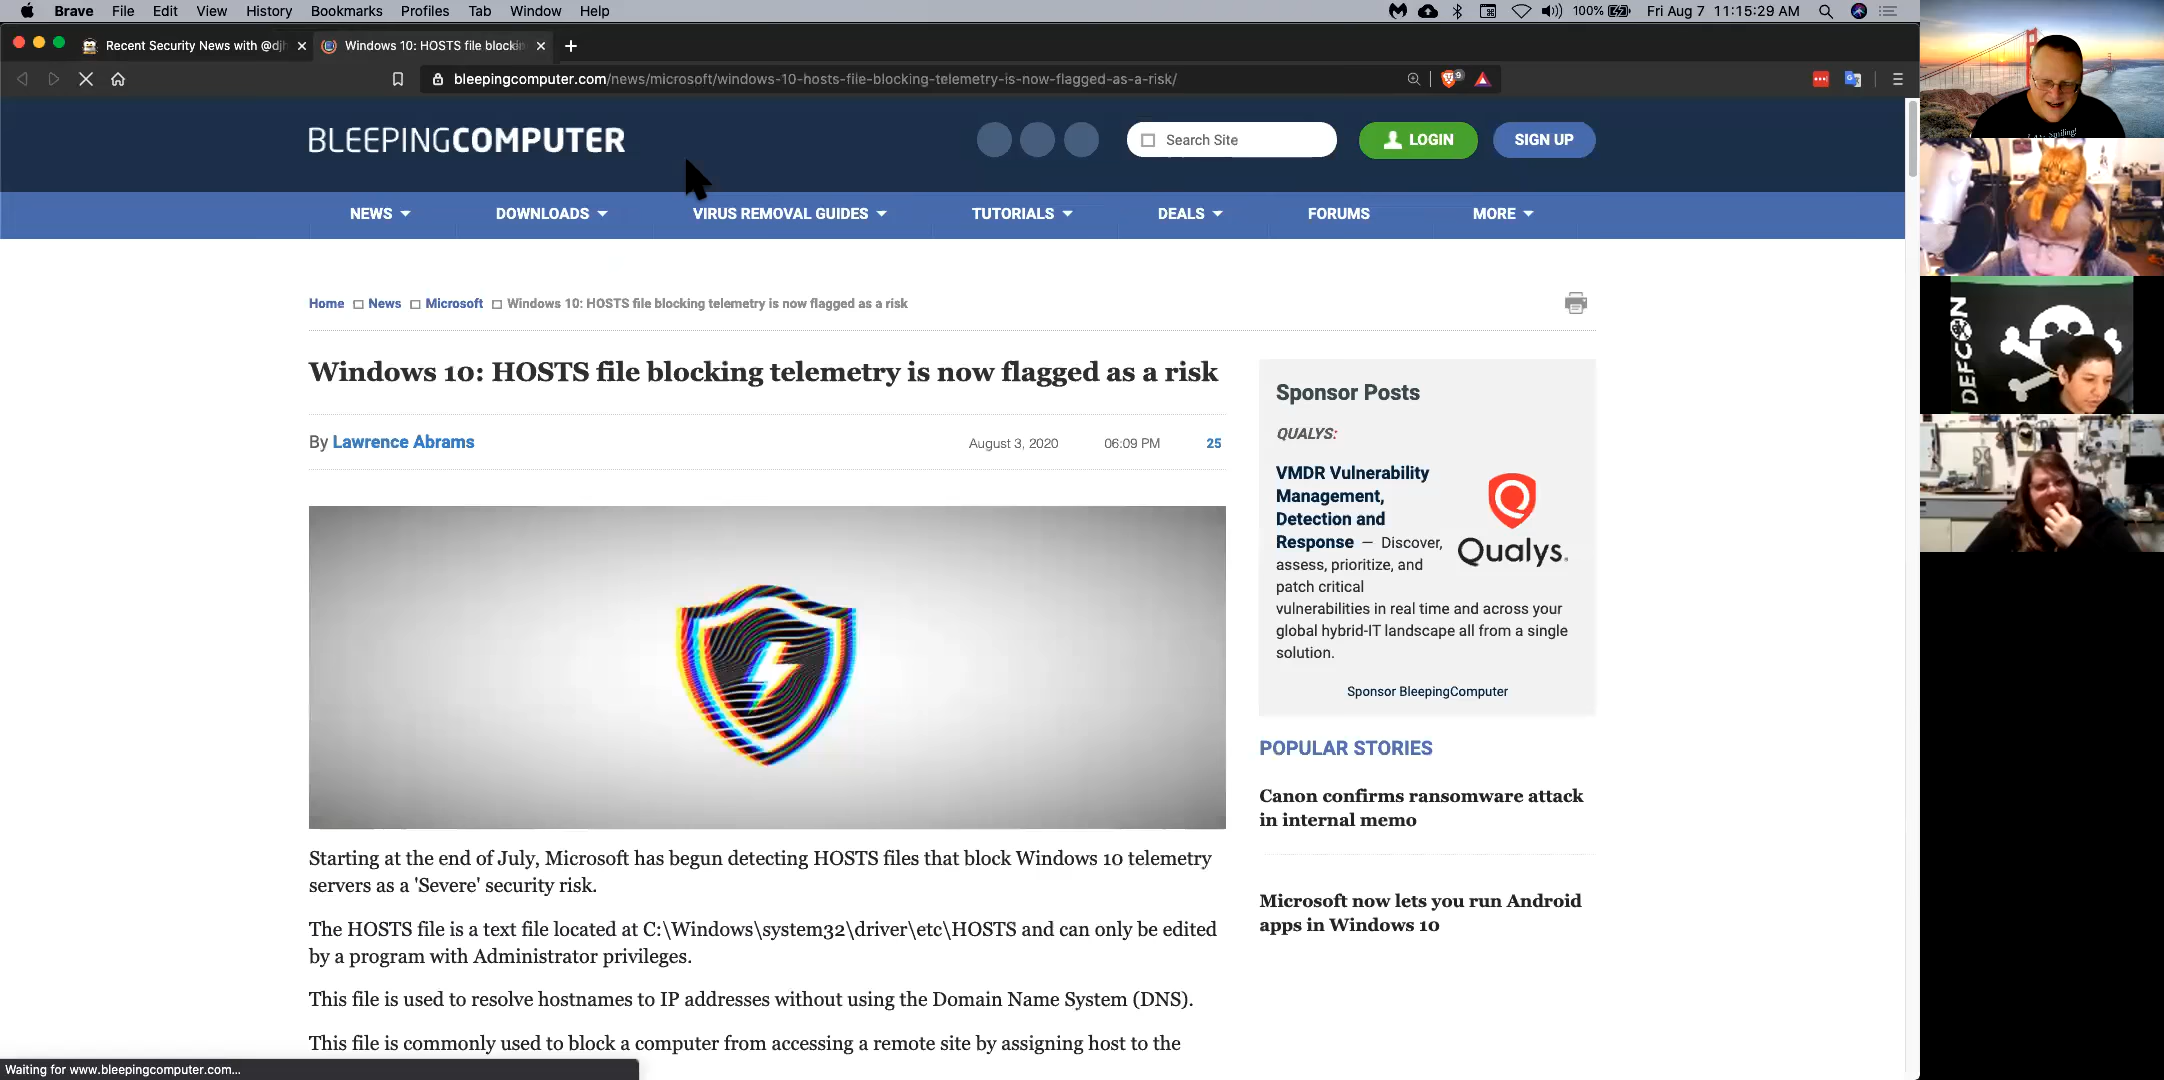 Brave File Edit View History Bookmarks Profiles Tab Window Help 100% Fri Aug 7 11:15:29 AM
Recent Security News with @djh Windows 10: HOSTS file blockin
bleepingcomputer.com/news/microsoft/windows-10-hosts-file-blocking-telemetry-is-now-flagged-as-a-risk/ 9
BLEEPINGCOMPUTER Search Site LOGIN SIGN UP
NEWS DOWNLOADS VIRUS REMOVAL GUIDES TUTORIALS DEALS FORUMS MORE
Home News Microsoft Windows 10: HOSTS file blocking telemetry is now flagged as a risk
Windows 10: HOSTS file blocking telemetry is now flagged as a risk
By Lawrence Abrams August 3, 2020 06:09 PM 25
Starting at the end of July, Microsoft has begun detecting HOSTS files that block Windows 10 telemetry
servers as a 'Severe' security risk.
The HOSTS file is a text file located at C:\Windows\system32\driver\etc\HOSTS and can only be edited
by a program with Administrator privileges.
This file is used to resolve hostnames to IP addresses without using the Domain Name System (DNS).
This file is commonly used to block a computer from accessing a remote site by assigning host to the
Sponsor Posts
QUALYS:
VMDR Vulnerability
Management,
Detection and
Response — Discover,
assess, prioritize, and
patch critical
vulnerabilities in real time and across your
global hybrid-IT landscape all from a single
solution.
Qualys.
Sponsor BleepingComputer
POPULAR STORIES
Canon confirms ransomware attack
in internal memo
Microsoft now lets you run Android
apps in Windows 10
Waiting for www.bleepingcomputer.com...
DEFCON